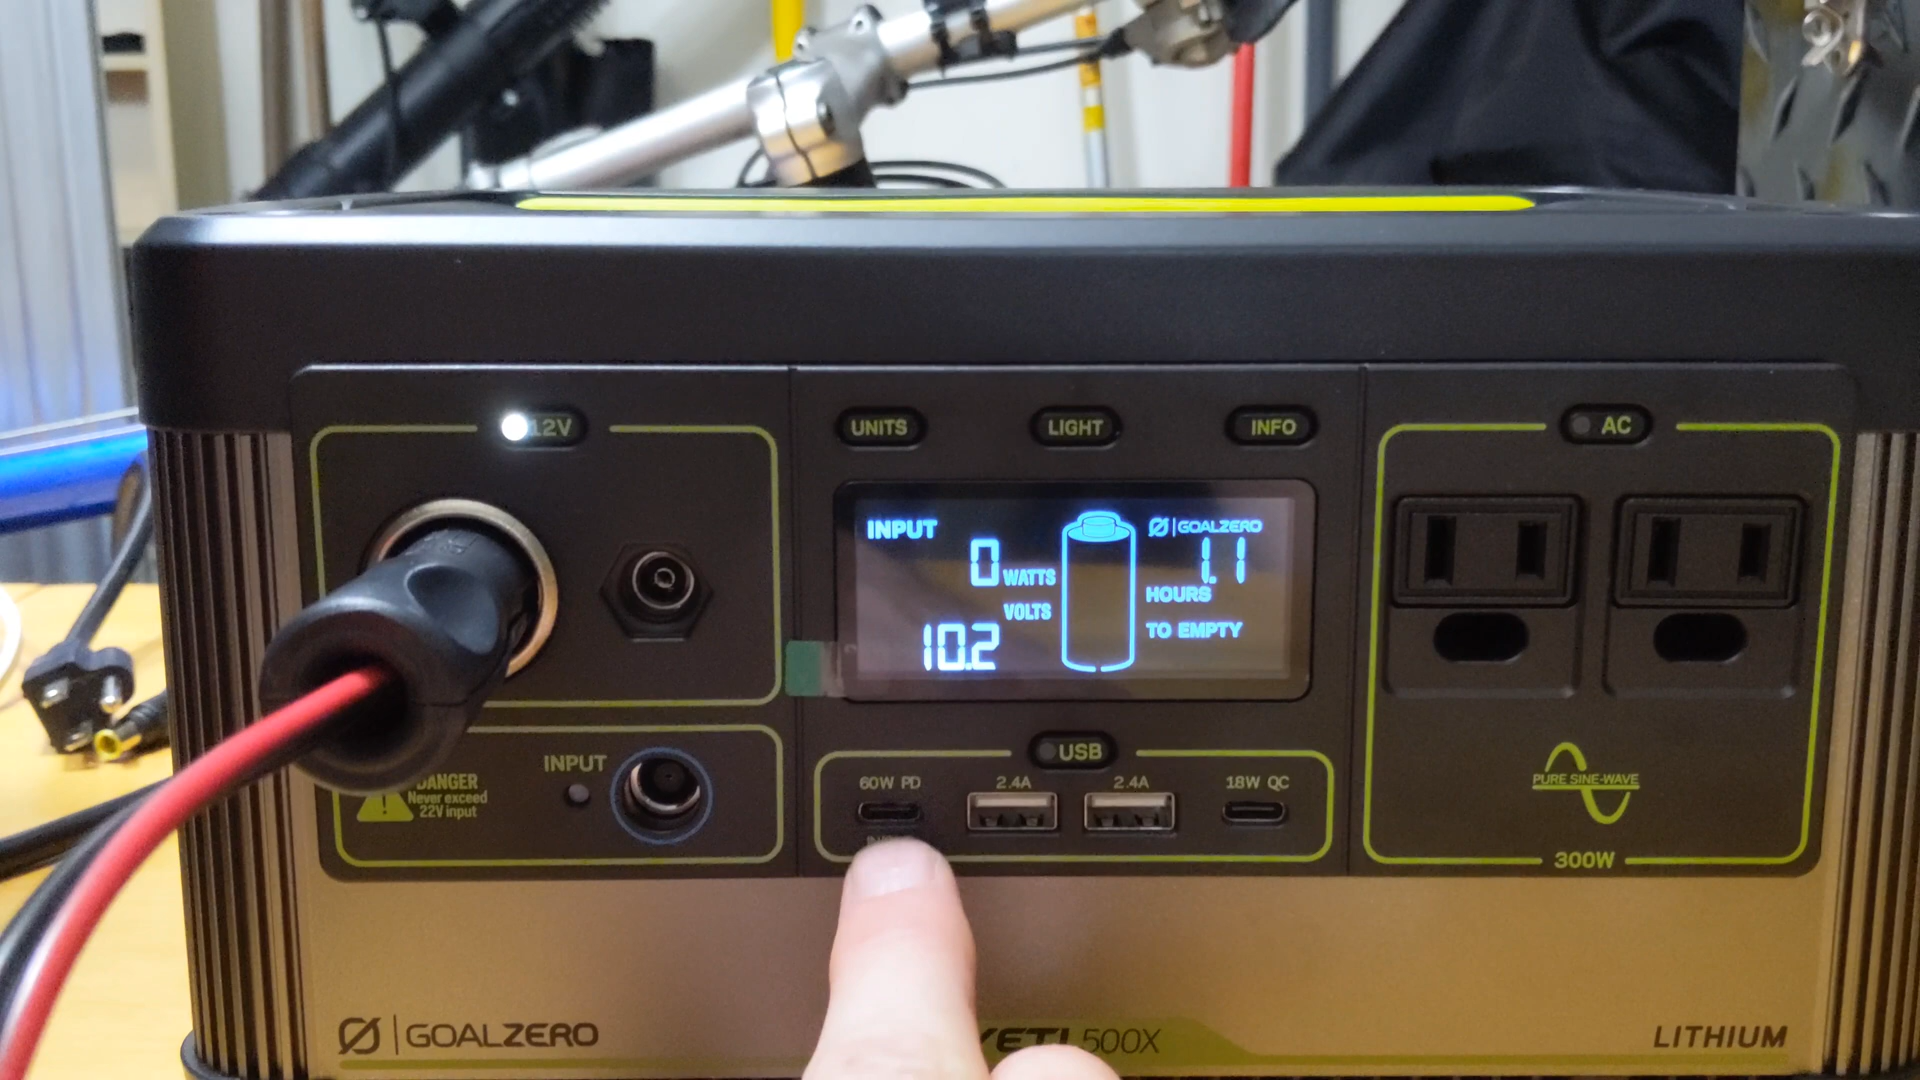 12V
UNITS
LIGHT
INFO
AC
INPUT
0 WATTS
VOLTS
10.2
GOALZERO
1.1
HOURS
TO EMPTY
DANGER
Never exceed
22V input
INPUT
USB
60W PD
2.4A
2.4A
18W QC
PURE SINE-WAVE
300W
GOALZERO
YETI 500X
LITHIUM